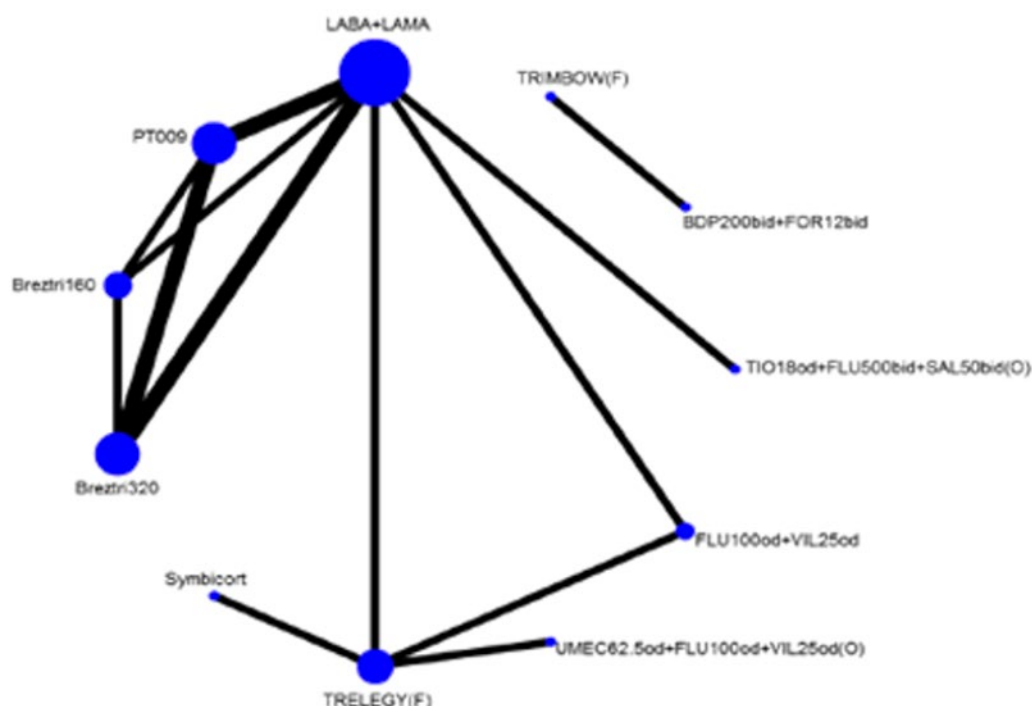 LABA+LAMA
TRIMBOW(F)
PT009
BDP200bid+FOR12bid
Breztri160
TIO18od+FLU500bid+SAL50bid(O)
Breztri320
FLU100od+VIL25od
Symbicort
UMEC62.5od+FLU100od+VIL25od(O)
TRELEGY(F)